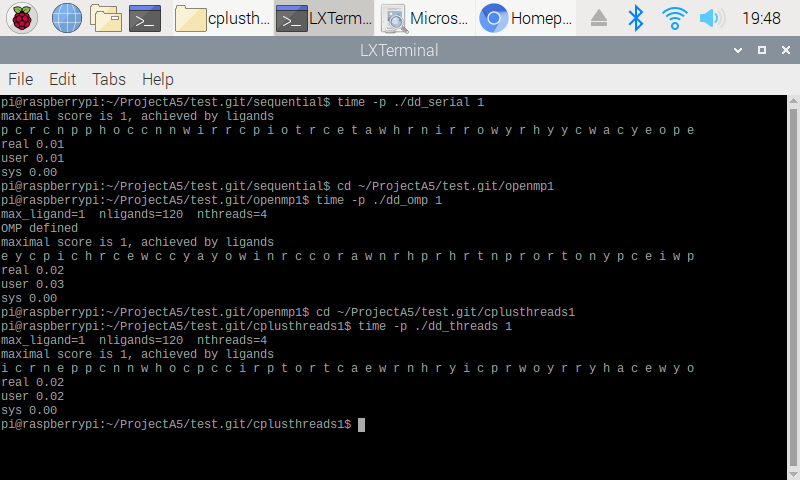 cplusth... LXTerm... Micros... Homep... 19:48
LXTerminal
File Edit Tabs Help
pi@raspberrypi:~/ProjectA5/test.git/sequential$ time -p ./dd_serial 1
maximal score is 1, achieved by ligands
p c r c n p p h o c c n n w i r r c p i o t r c e t a w h r n i r r o w y r h y y c w a c y e o p e
real 0.01
user 0.01
sys 0.00
pi@raspberrypi:~/ProjectA5/test.git/sequential$ cd ~/ProjectA5/test.git/openmp1
pi@raspberrypi:~/ProjectA5/test.git/openmp1$ time -p ./dd_omp 1
max_ligand=1  nligands=120  nthreads=4
OMP defined
maximal score is 1, achieved by ligands
e y c p i c h r c e w c c y a y o w i n r c c o r a w n r h p r h r t n p r o r t o n y p c e i w p
real 0.02
user 0.03
sys 0.00
pi@raspberrypi:~/ProjectA5/test.git/openmp1$ cd ~/ProjectA5/test.git/cplusthreads1
pi@raspberrypi:~/ProjectA5/test.git/cplusthreads1$ time -p ./dd_threads 1
max_ligand=1  nligands=120  nthreads=4
maximal score is 1, achieved by ligands
i c r n e p p c n n w h o c p c c i r p t o r t c a e w r n h r y i c p r w o y r r y h a c e w y o
real 0.02
user 0.02
sys 0.00
pi@raspberrypi:~/ProjectA5/test.git/cplusthreads1$